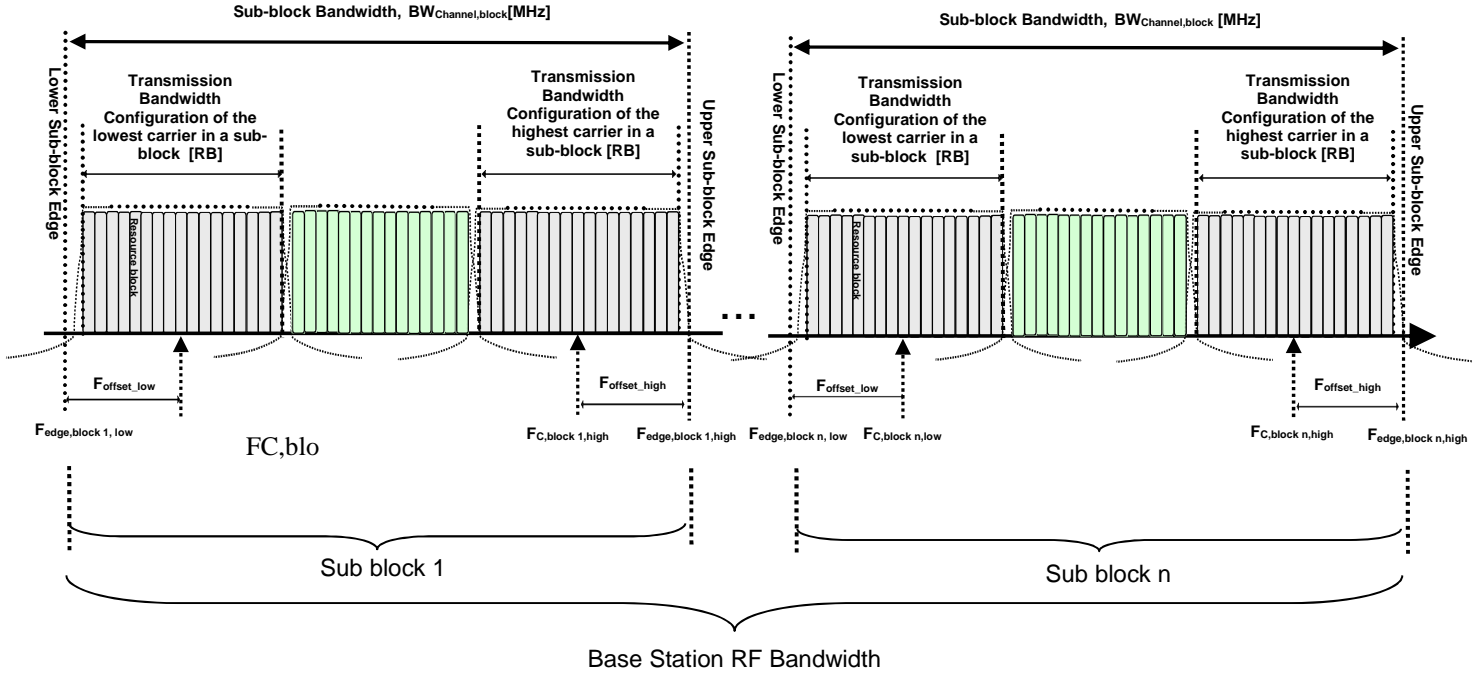 Sub-block Bandwidth, BWChannel,block[MHz]
Sub-block Bandwidth, BWChannel,block [MHz]
Lower Sub-block Edge
Transmission
Bandwidth
Configuration of the
lowest carrier in a sub-
block [RB]
Transmission
Bandwidth
Configuration of the
highest carrier in a
sub-block [RB]
Upper Sub-block Edge
Lower Sub-block Edge
Transmission
Bandwidth
Configuration of the
lowest carrier in a
sub-block [RB]
Transmission
Bandwidth
Configuration of the
highest carrier in a
sub-block [RB]
Upper Sub-block Edge
Resource block
Resource block
...
Foffset_low
Foffset_high
Foffset_low
Foffset_high
Fedge,block 1, low
FC,blo
FC,block 1,high
Fedge,block 1,high
Fedge,block n, low
FC,block n,low
FC,block n,high
Fedge,block n,high
Sub block 1
Sub block n
Base Station RF Bandwidth